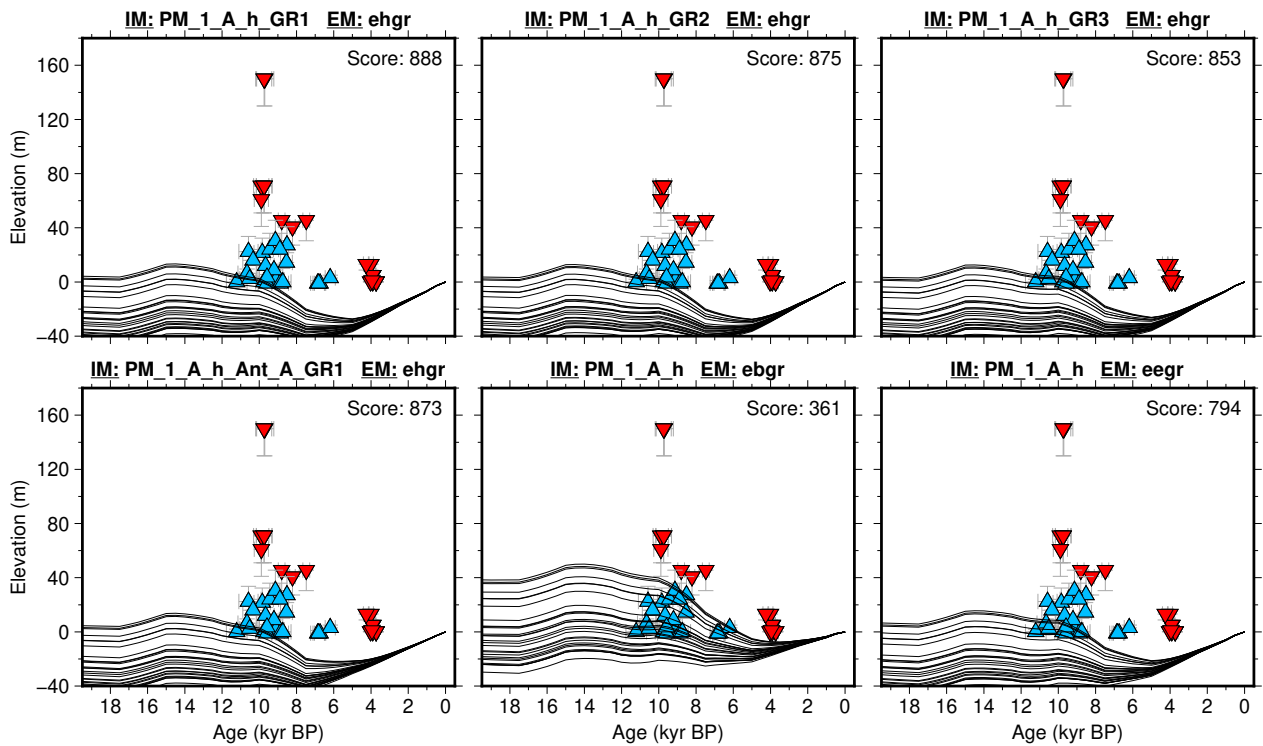 IM: PM_1_A_h_GR1 EM: ehgr
IM: PM_1_A_h_GR2 EM: ehgr
IM: PM_1_A_h_GR3 EM: ehgr
Score: 888
Score: 875
Score: 853
Elevation (m)
160
120
80
40
0
−40
IM: PM_1_A_h_Ant_A_GR1 EM: ehgr
IM: PM_1_A_h EM: ebgr
IM: PM_1_A_h EM: eegr
Score: 873
Score: 361
Score: 794
Elevation (m)
160
120
80
40
0
−40
18 16 14 12 10 8 6 4 2 0
18 16 14 12 10 8 6 4 2 0
18 16 14 12 10 8 6 4 2 0
Age (kyr BP)
Age (kyr BP)
Age (kyr BP)